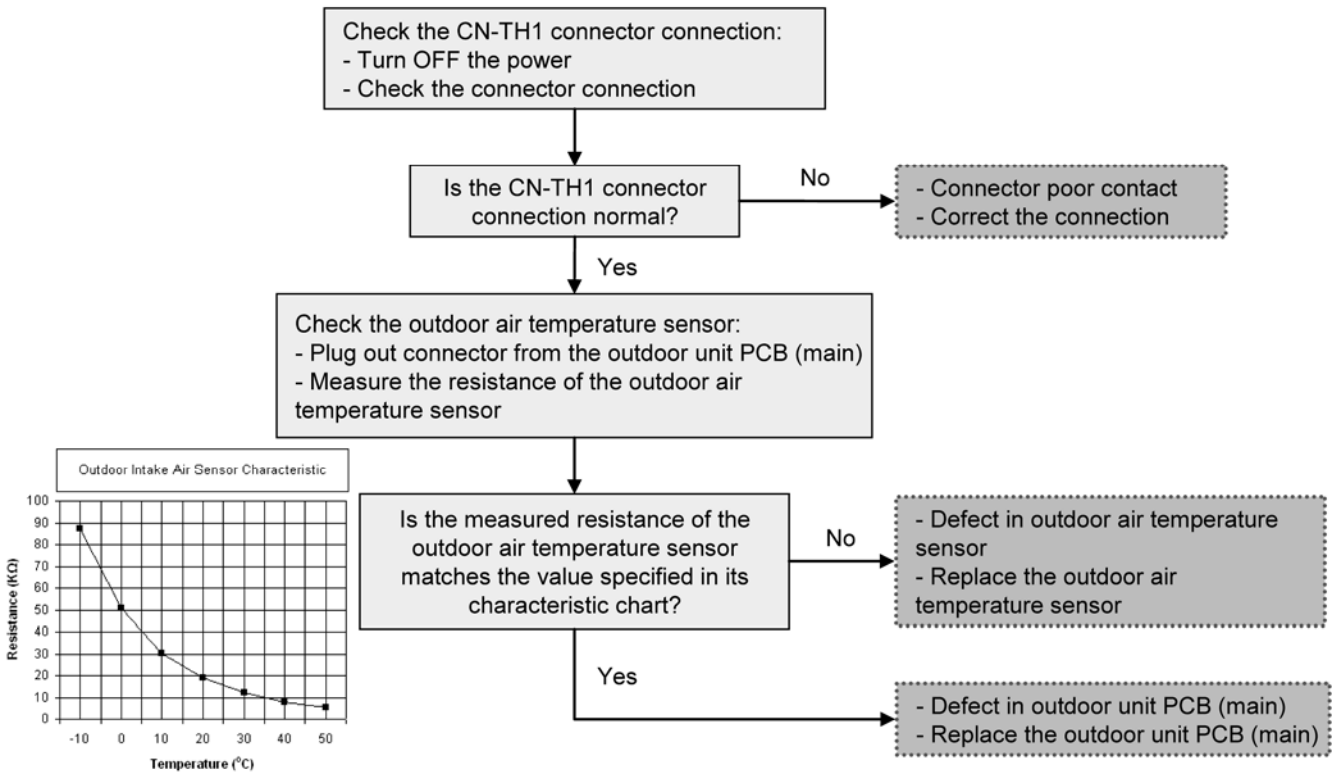 Check the CN-TH1 connector connection:
- Turn OFF the power
- Check the connector connection
Is the CN-TH1 connector
connection normal?
No
- Connector poor contact
- Correct the connection
Yes
Check the outdoor air temperature sensor:
- Plug out connector from the outdoor unit PCB (main)
- Measure the resistance of the outdoor air
temperature sensor
Outdoor Intake Air Sensor Characteristic
Resistance (KΩ)
100
90
80
70
60
50
40
30
20
10
0
-10 0 10 20 30 40 50
Temperature (⁰C)
Is the measured resistance of the
outdoor air temperature sensor
matches the value specified in its
characteristic chart?
No
- Defect in outdoor air temperature
sensor
- Replace the outdoor air
temperature sensor
Yes
- Defect in outdoor unit PCB (main)
- Replace the outdoor unit PCB (main)